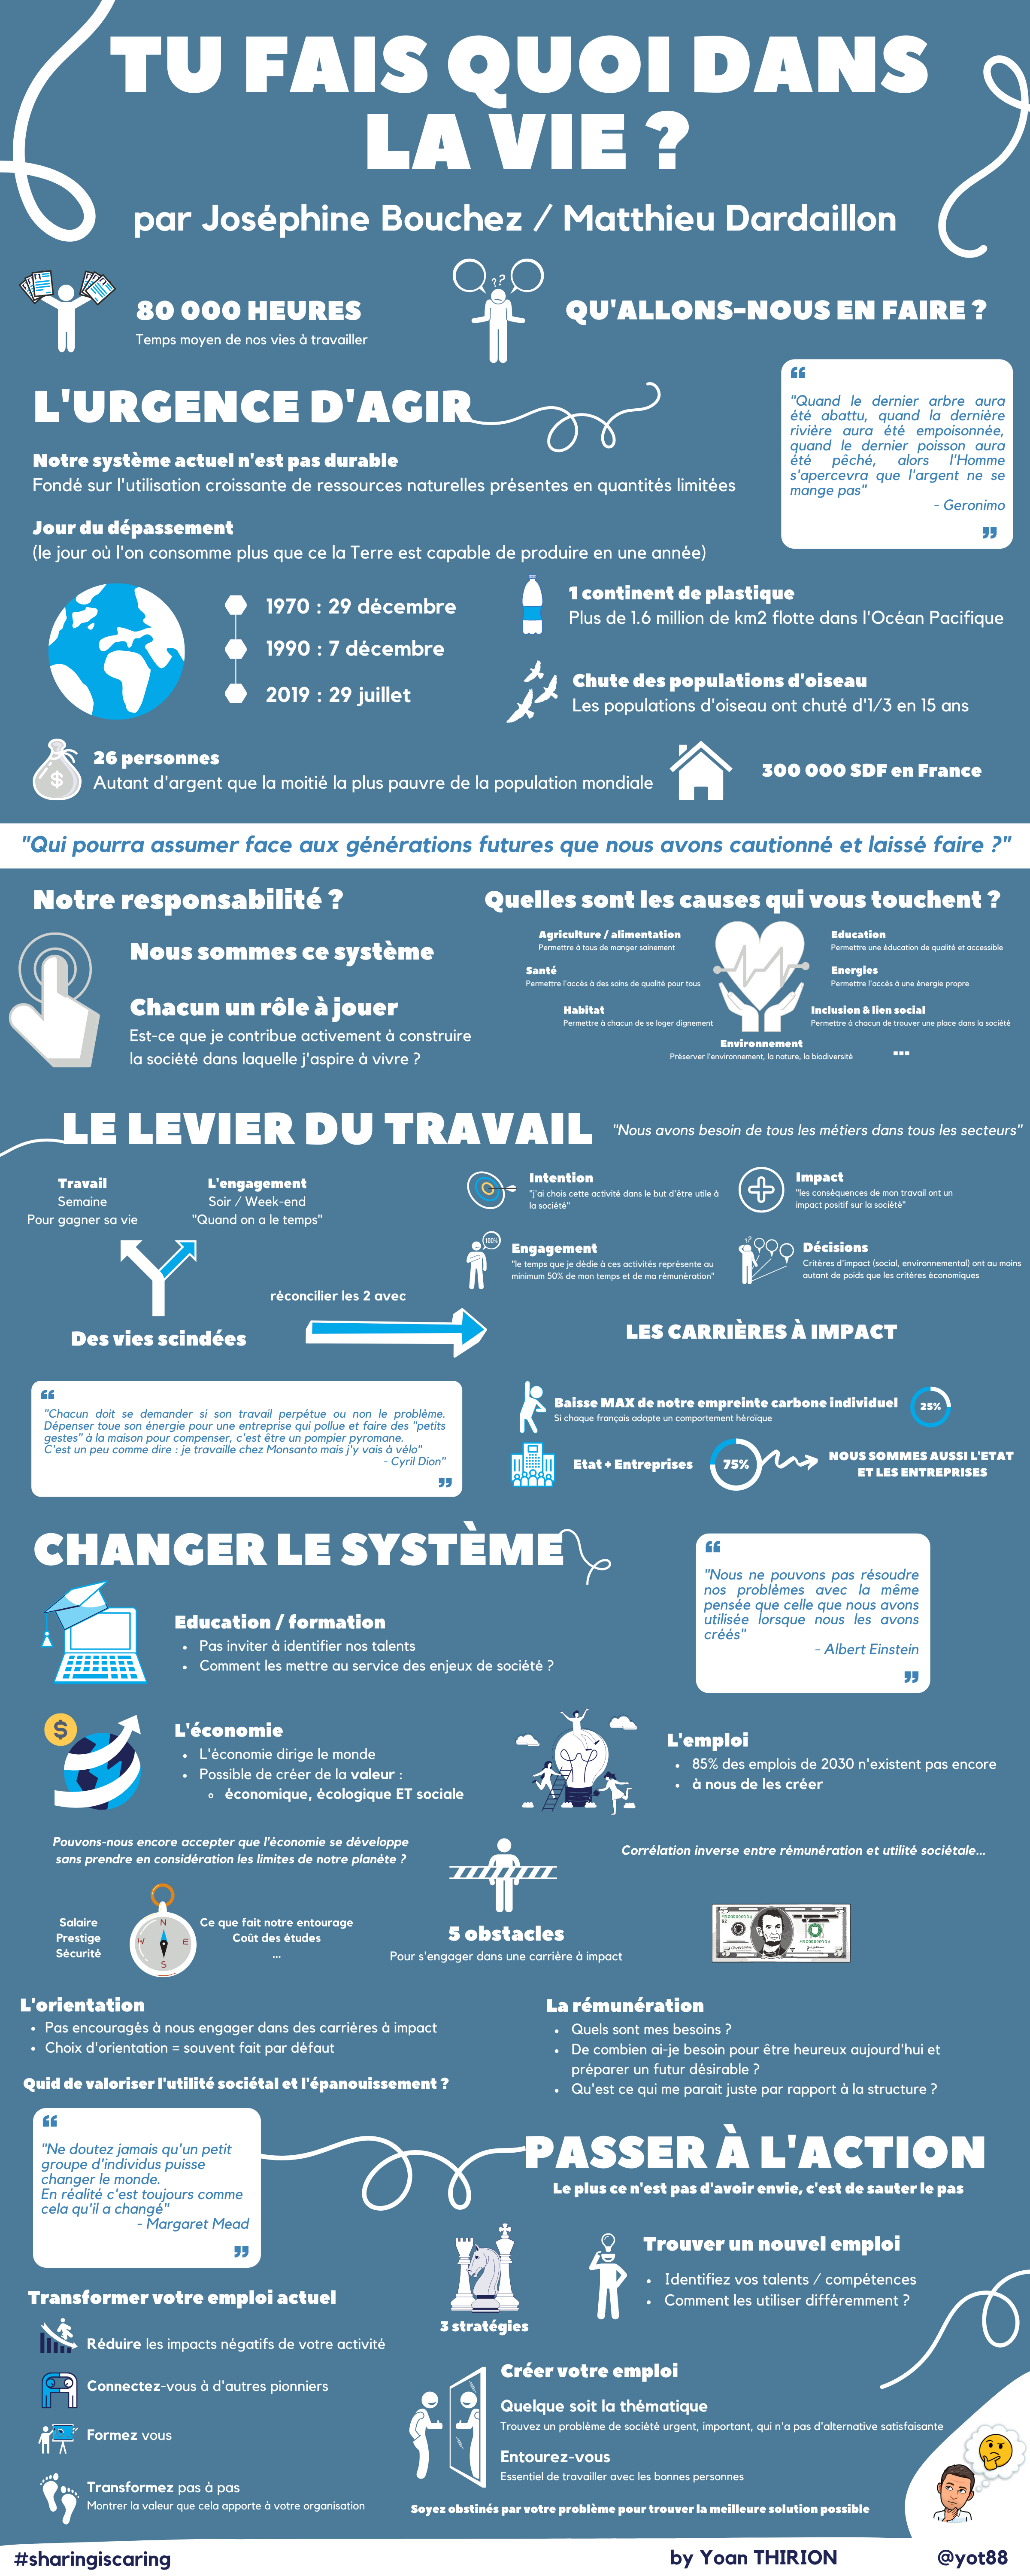 TU FAIS QUOI DANS
LA VIE ?
par Joséphine Bouchez / Matthieu Dardaillon
80 000 HEURES
Temps moyen de nos vies à travailler
??
QU'ALLONS-NOUS EN FAIRE ?
L'URGENCE D'AGIR
Notre système actuel n'est pas durable
Fondé sur l'utilisation croissante de ressources naturelles présentes en quantités limitées
"Quand le dernier arbre aura
été abattu, quand la dernière
rivière aura été empoisonnée,
quand le dernier poisson aura
été pêché, alors l'Homme
s'apercevra que l'argent ne se
mange pas"
- Geronimo
Jour du dépassement
(le jour où l'on consomme plus que ce la Terre est capable de produire en une année)
1970 : 29 décembre
1990 : 7 décembre
2019 : 29 juillet
1 continent de plastique
Plus de 1.6 million de km2 flotte dans l'Océan Pacifique
Chute des populations d'oiseau
Les populations d'oiseau ont chuté d'1/3 en 15 ans
$
26 personnes
Autant d'argent que la moitié la plus pauvre de la population mondiale
300 000 SDF en France
"Qui pourra assumer face aux générations futures que nous avons cautionné et laissé faire ?"
Notre responsabilité ?
Nous sommes ce système
Chacun un rôle à jouer
Est-ce que je contribue activement à construire
la société dans laquelle j'aspire à vivre ?
Quelles sont les causes qui vous touchent ?
Agriculture / alimentation
Permettre à tous de manger sainement
Santé
Permettre l'accès à des soins de qualité pour tous
Habitat
Permettre à chacun de se loger dignement
Education
Permettre une éducation de qualité et accessible
Energies
Permettre l'accès à une énergie propre
Inclusion & lien social
Permettre à chacun de trouver une place dans la société
Environnement
Préserver l'environnement, la nature, la biodiversité
...
LE LEVIER DU TRAVAIL
"Nous avons besoin de tous les métiers dans tous les secteurs"
Travail
Semaine
Pour gagner sa vie
L'engagement
Soir / Week-end
"Quand on a le temps"
Des vies scindées
réconcilier les 2 avec
Intention
"j'ai chois cette activité dans le but d'être utile à
la société"
Impact
"les conséquences de mon travail ont un
impact positif sur la société"
100%
Engagement
"le temps que je dédie à ces activités représente au
minimum 50% de mon temps et de ma rémunération"
Décisions
Critères d'impact (social, environnemental) ont au moins
autant de poids que les critères économiques
LES CARRIÈRES À IMPACT
"Chacun doit se demander si son travail perpétue ou non le problème.
Dépenser toue son énergie pour une entreprise qui pollue et faire des "petits
gestes" à la maison pour compenser, c'est être un pompier pyromane.
C'est un peu comme dire : je travaille chez Monsanto mais j'y vais à vélo"
- Cyril Dion"
Baisse MAX de notre empreinte carbone individuel
Si chaque français adopte un comportement héroïque
25%
Etat + Entreprises
75%
NOUS SOMMES AUSSI L'ETAT
ET LES ENTREPRISES
CHANGER LE SYSTÈME
Education / formation
Pas inviter à identifier nos talents
Comment les mettre au service des enjeux de société ?
"Nous ne pouvons pas résoudre
nos problèmes avec la même
pensée que celle que nous avons
utilisée lorsque nous les avons
créés"
- Albert Einstein
$
L'économie
L'économie dirige le monde
Possible de créer de la valeur :
économique, écologique ET sociale
L'emploi
85% des emplois de 2030 n'existent pas encore
à nous de les créer
Pouvons-nous encore accepter que l'économie se développe
sans prendre en considération les limites de notre planète ?
Corrélation inverse entre rémunération et utilité sociétale...
Salaire
Prestige
Sécurité
N
E
S
W
Ce que fait notre entourage
Coût des études
...
5 obstacles
Pour s'engager dans une carrière à impact
L'orientation
Pas encouragés à nous engager dans des carrières à impact
Choix d'orientation = souvent fait par défaut
Quid de valoriser l'utilité sociétal et l'épanouissement ?
La rémunération
Quels sont mes besoins ?
De combien ai-je besoin pour être heureux aujourd'hui et
préparer un futur désirable ?
Qu'est ce qui me parait juste par rapport à la structure ?
"Ne doutez jamais qu'un petit
groupe d'individus puisse
changer le monde.
En réalité c'est toujours comme
cela qu'il a changé"
- Margaret Mead
PASSER À L'ACTION
Le plus ce n'est pas d'avoir envie, c'est de sauter le pas
3 stratégies
Trouver un nouvel emploi
Identifiez vos talents / compétences
Comment les utiliser différemment ?
Transformer votre emploi actuel
Réduire les impacts négatifs de votre activité
Connectez-vous à d'autres pionniers
Formez vous
Transformez pas à pas
Montrer la valeur que cela apporte à votre organisation
Créer votre emploi
Quelque soit la thématique
Trouvez un problème de société urgent, important, qui n'a pas d'alternative satisfaisante
Entourez-vous
Essentiel de travailler avec les bonnes personnes
Soyez obstinés par votre problème pour trouver la meilleure solution possible
#sharingiscaring
by Yoan THIRION
@yot88